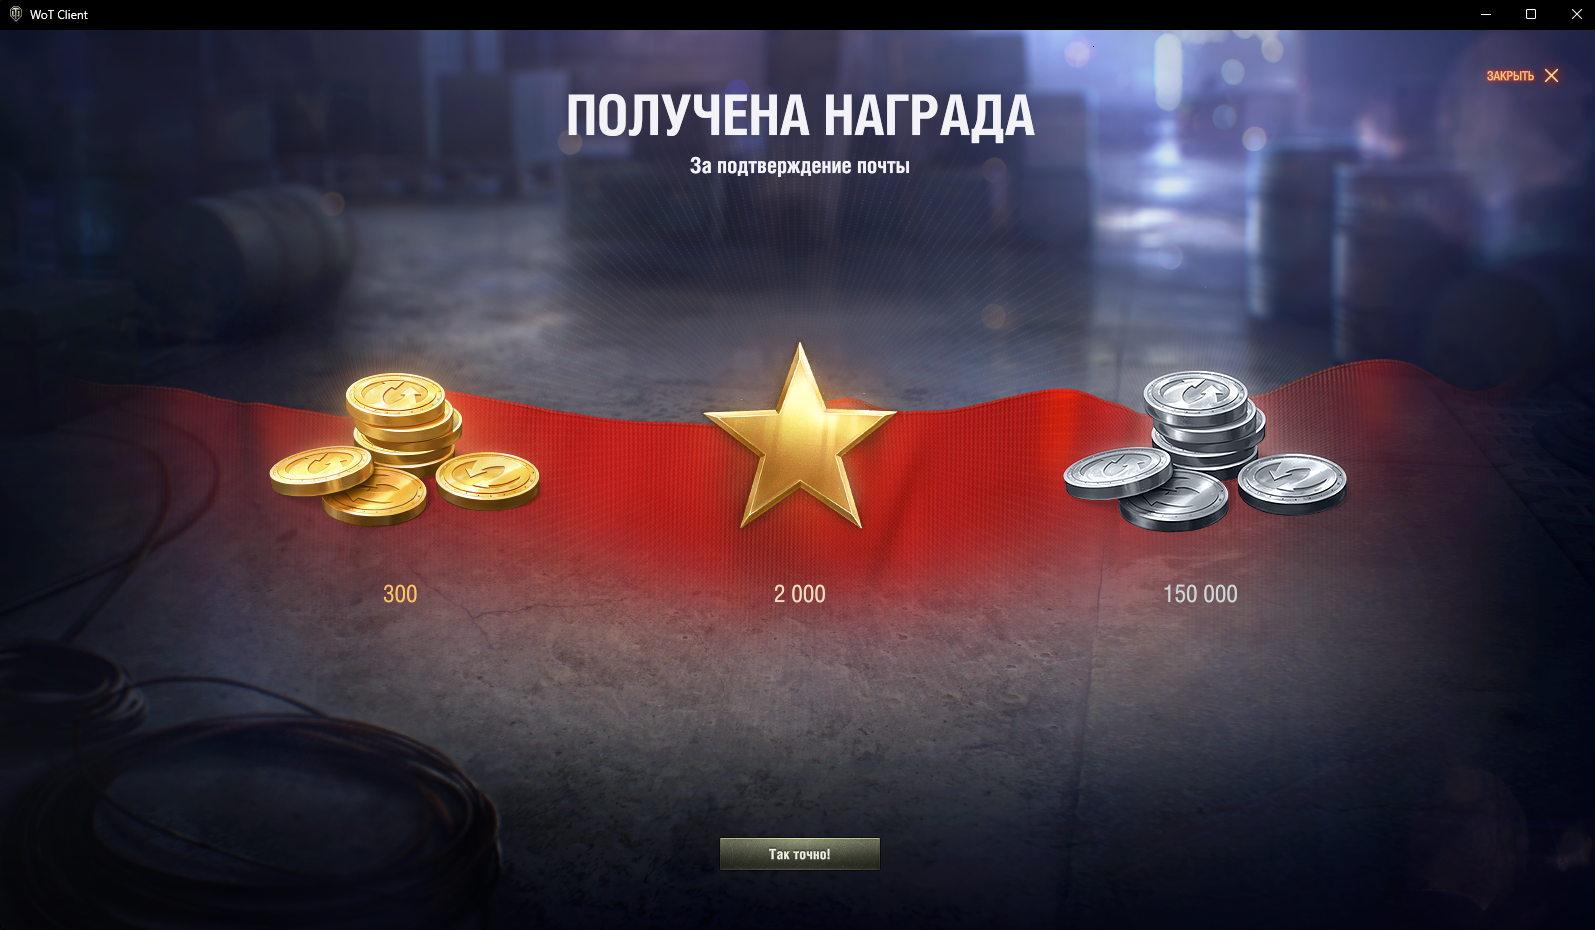 WoT Client
ЗАКРЫТЬ
ПОЛУЧЕНА НАГРАДА
За подтверждение почты
300
2 000
150 000
Так точно!